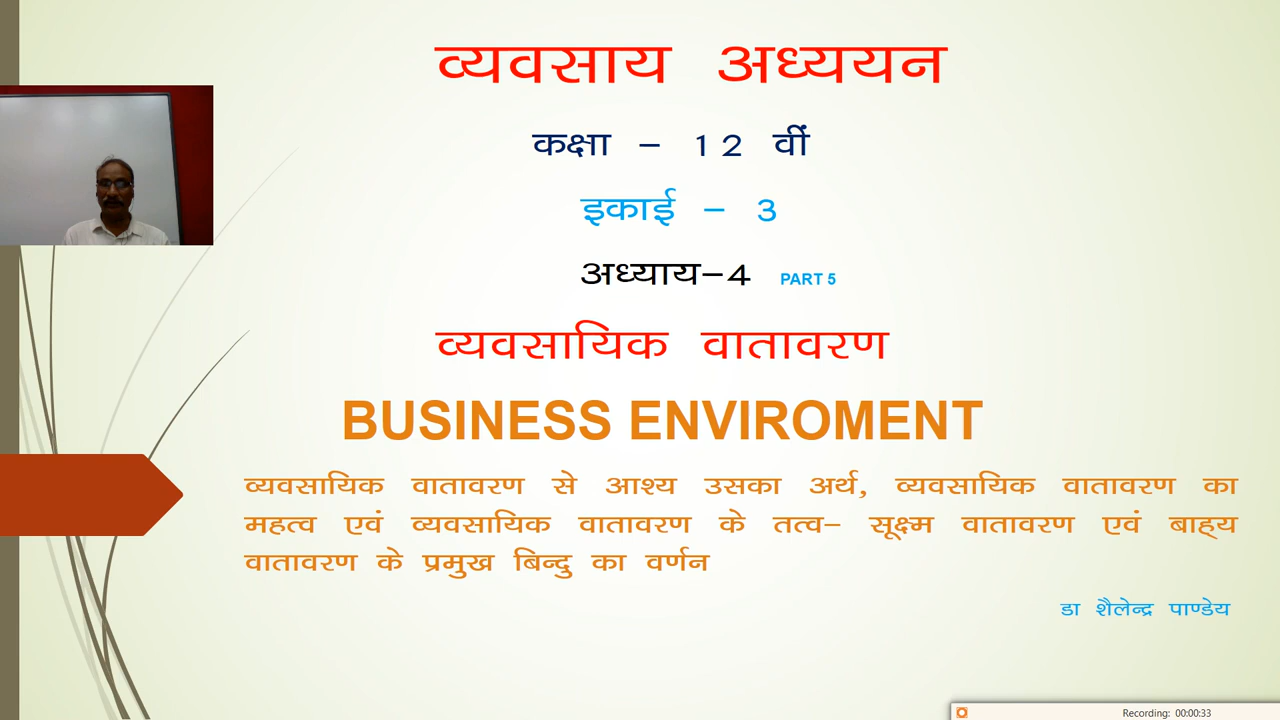 व्यवसाय अध्ययन
कक्षा - 12 वीं
इकाई - 3
अध्याय-4 PART 5
व्यवसायिक वातावरण
BUSINESS ENVIROMENT
व्यवसायिक वातावरण से आश्य उसका अर्थ, व्यवसायिक वातावरण का
महत्व एवं व्यवसायिक वातावरण के तत्व- सूक्ष्म वातावरण एवं बाह्य
वातावरण के प्रमुख बिन्दु का वर्णन
डा शैलेन्द्र पाण्डेय
Recording: 00:00:33